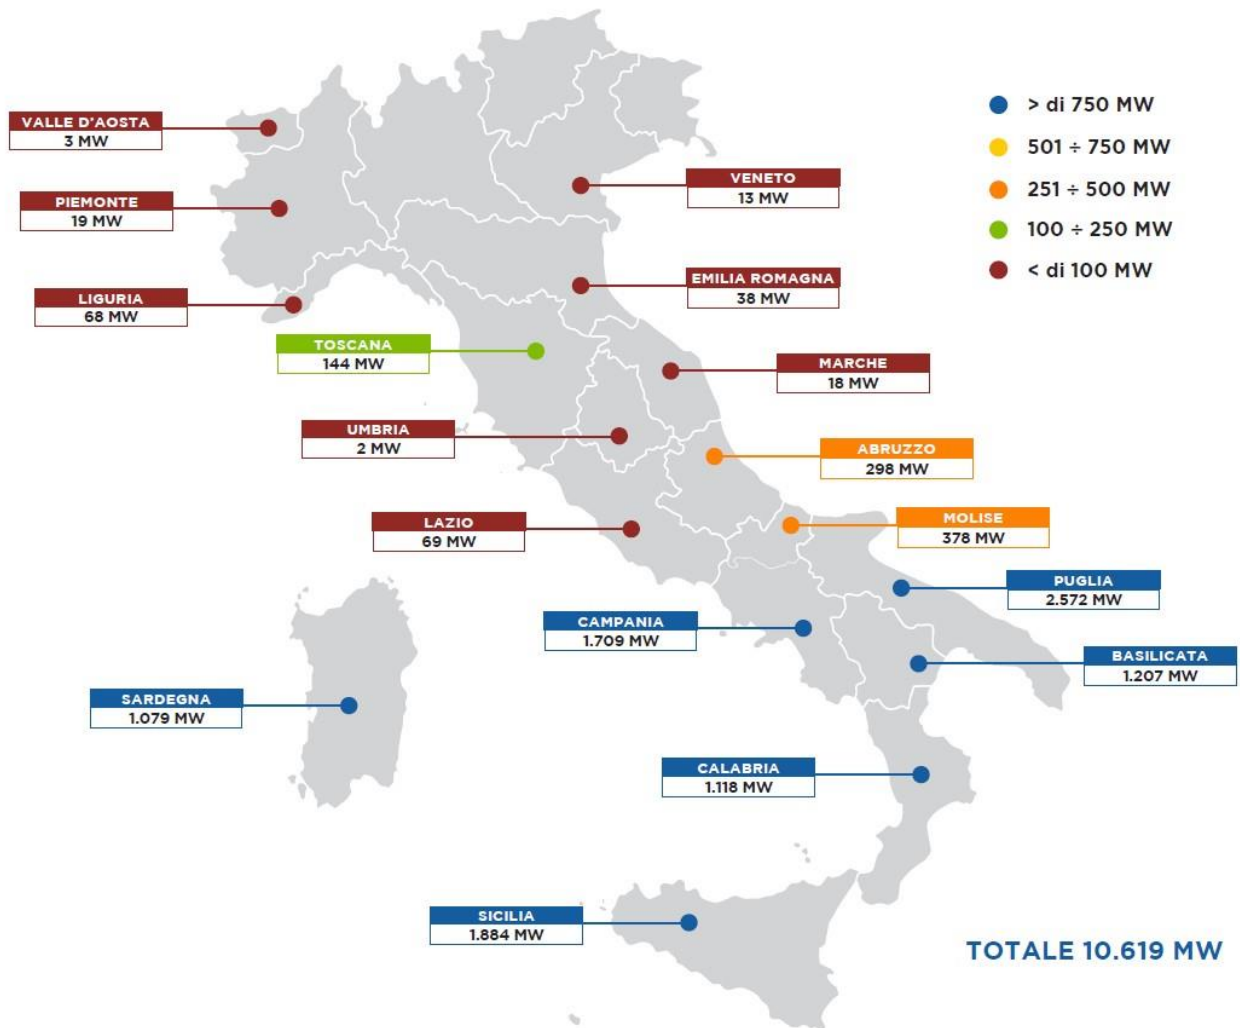 > di 750 MW
501 ÷ 750 MW
251 ÷ 500 MW
100 ÷ 250 MW
< di 100 MW
VALLE D'AOSTA
3 MW
PIEMONTE
19 MW
VENETO
13 MW
LIGURIA
68 MW
EMILIA ROMAGNA
38 MW
TOSCANA
144 MW
MARCHE
18 MW
UMBRIA
2 MW
ABRUZZO
298 MW
LAZIO
69 MW
MOLISE
378 MW
PUGLIA
2.572 MW
CAMPANIA
1.709 MW
BASILICATA
1.207 MW
SARDEGNA
1.079 MW
CALABRIA
1.118 MW
SICILIA
1.884 MW
TOTALE 10.619 MW